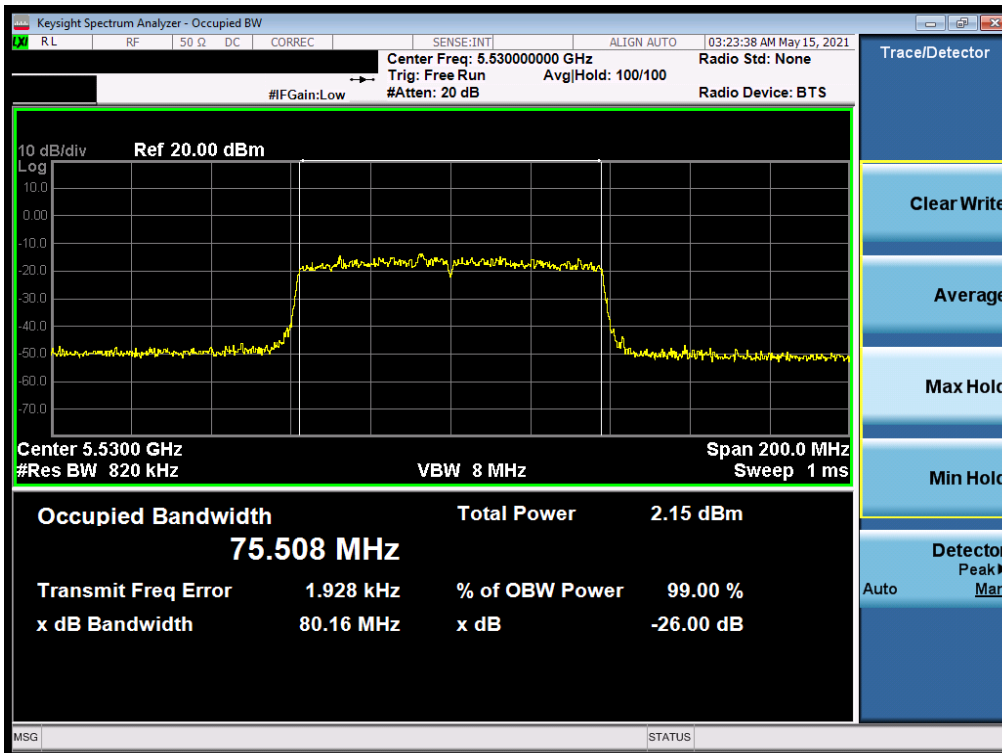 Keysight Spectrum Analyzer - Occupied BW
LXI RL RF 50 Ω DC CORREC SENSE:INT ALIGN AUTO 03:23:38 AM May 15, 2021
Center Freq: 5.530000000 GHz Radio Std: None
Trig: Free Run Avg|Hold: 100/100
#IFGain:Low #Atten: 20 dB Radio Device: BTS
10 dB/div Ref 20.00 dBm
Log
10.0
0.00
-10.0
-20.0
-30.0
-40.0
-50.0
-60.0
-70.0
Center 5.5300 GHz Span 200.0 MHz
#Res BW 820 kHz VBW 8 MHz Sweep 1 ms
Occupied Bandwidth Total Power 2.15 dBm
75.508 MHz
Transmit Freq Error 1.928 kHz % of OBW Power 99.00 %
x dB Bandwidth 80.16 MHz x dB -26.00 dB
MSG STATUS
Trace/Detector
Clear Write
Average
Max Hold
Min Hold
Detector
Peak▶
Auto Man